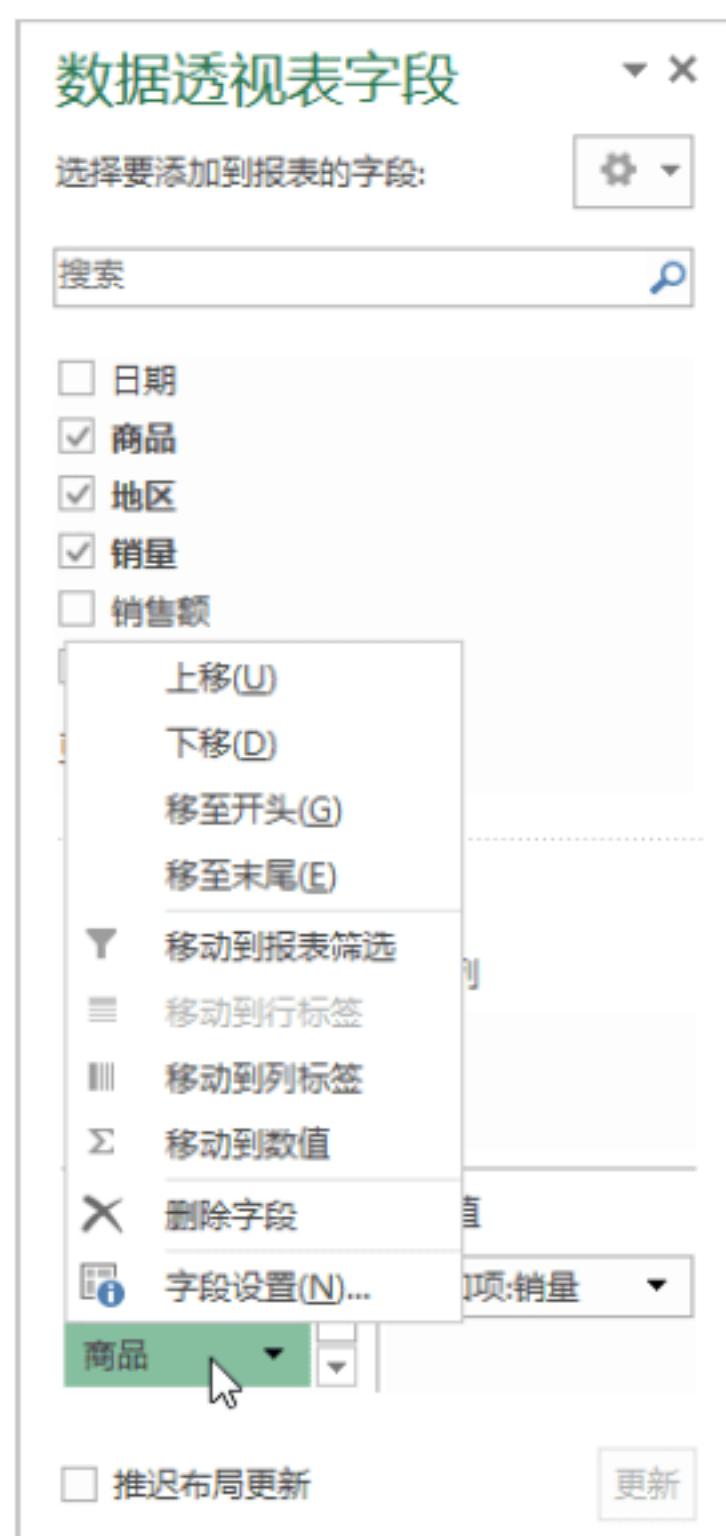 数据透视表字段
选择要添加到报表的字段:
搜索
日期
商品
地区
销量
销售额
上移(U)
下移(D)
移至开头(G)
移至末尾(E)
移动到报表筛选
移动到行标签
移动到列标签
移动到数值
删除字段
值
字段设置(N)...
项:销量
商品
推迟布局更新
更新